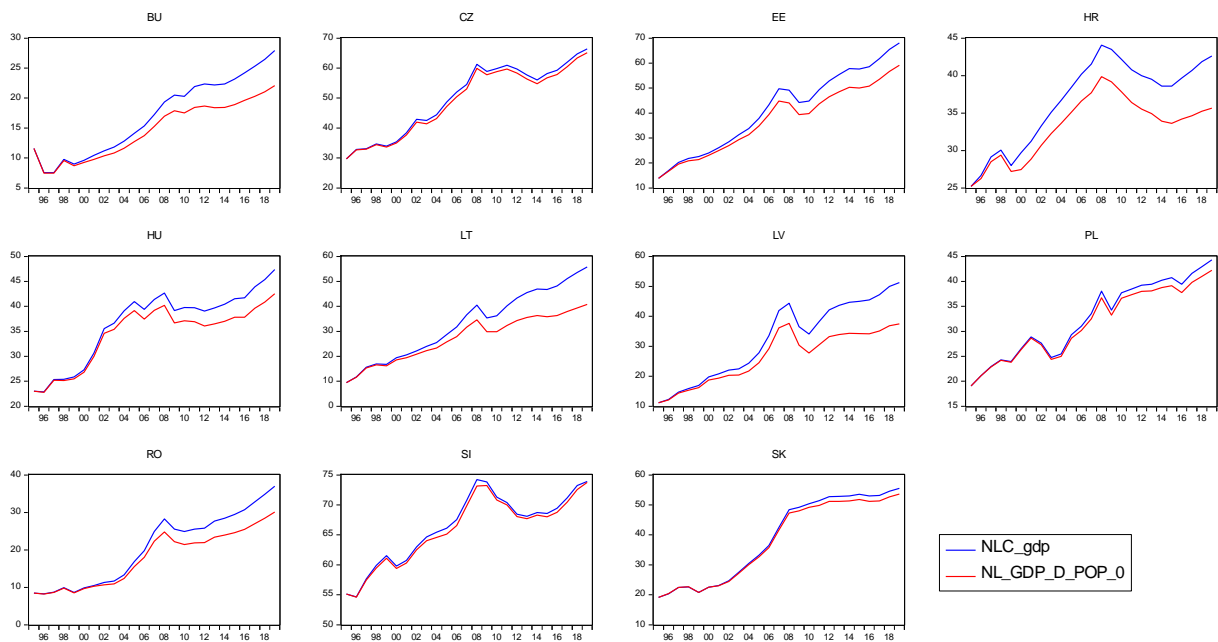 BU CZ EE HR
30 70 70 45
25 60 60 40
20 50 50 35
15 40 40 30
10 30 30
5 20 20 25
10
96 98 00 02 04 06 08 10 12 14 16 18 96 98 00 02 04 06 08 10 12 14 16 18 96 98 00 02 04 06 08 10 12 14 16 18 96 98 00 02 04 06 08 10 12 14 16 18
HU LT LV PL
50 60 60 45
45 50 50 40
40 40 40 35
35 30 30 30
30 20 20 25
25 10 20
20 0 10 15
96 98 00 02 04 06 08 10 12 14 16 18 96 98 00 02 04 06 08 10 12 14 16 18 96 98 00 02 04 06 08 10 12 14 16 18 96 98 00 02 04 06 08 10 12 14 16 18
RO SI SK
40 75 60
30 70 50
20 65 40
10 60 30
0 55 20
50 10
96 98 00 02 04 06 08 10 12 14 16 18 96 98 00 02 04 06 08 10 12 14 16 18 96 98 00 02 04 06 08 10 12 14 16 18
NLC_gdp
NL_GDP_D_POP_0